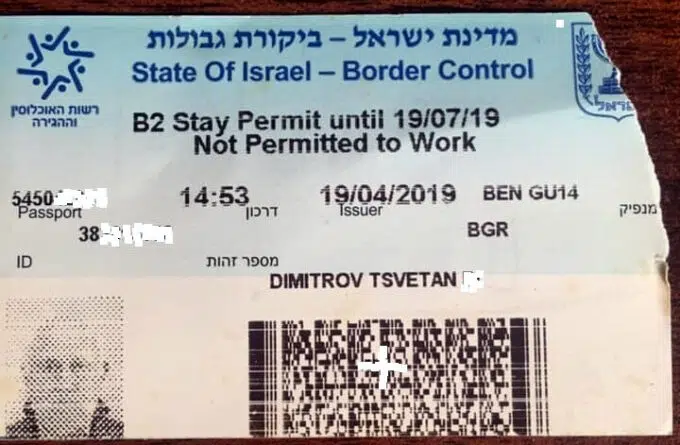 מדינת ישראל – ביקורת גבולות
State Of Israel – Border Control
רשות האוכלוסין
וההגירה
B2 Stay Permit until 19/07/19
Not Permitted to Work
5450 14:53 19/04/2019 BEN GU14
Passport דרכון Issuer מנפיק
38 BGR
ID מספר זהות
DIMITROV TSVETAN